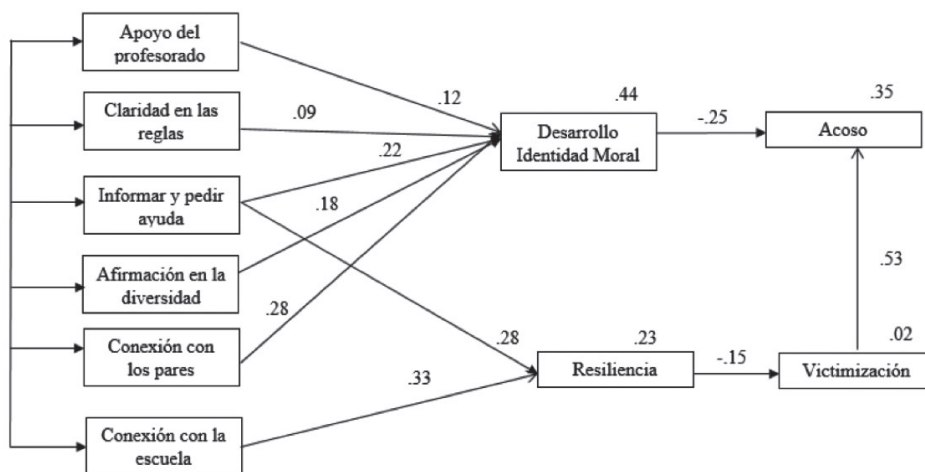 Apoyo del
profesorado
.12
.44
.35
Claridad en las
reglas
.09
Desarrollo
Identidad Moral
-.25
Acoso
.22
Informar y pedir
ayuda
.18
Afirmación en la
diversidad
.53
.28
Conexión con
los pares
.28
.23
.02
.33
Resiliencia
-.15
Victimización
Conexión con la
escuela